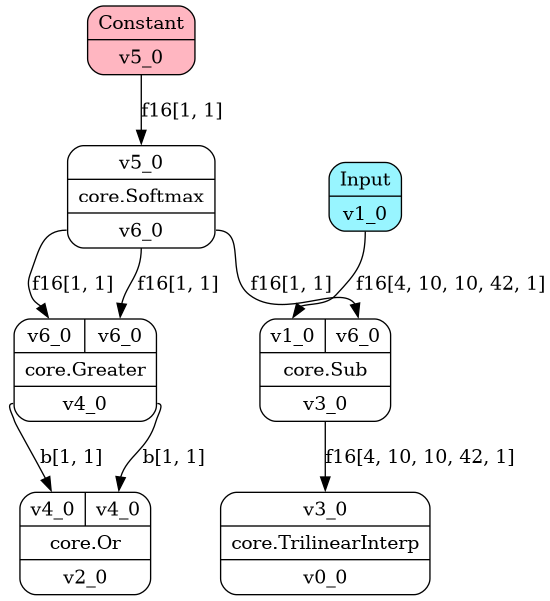 Constant
v5_0
f16[1, 1]
v5_0
core.Softmax
v6_0
Input
v1_0
f16[1, 1]
f16[1, 1]
f16[1, 1]
f16[4, 10, 10, 42, 1]
v6_0 v6_0
core.Greater
v4_0
v1_0 v6_0
core.Sub
v3_0
b[1, 1]
b[1, 1]
f16[4, 10, 10, 42, 1]
v4_0 v4_0
core.Or
v2_0
v3_0
core.TrilinearInterp
v0_0